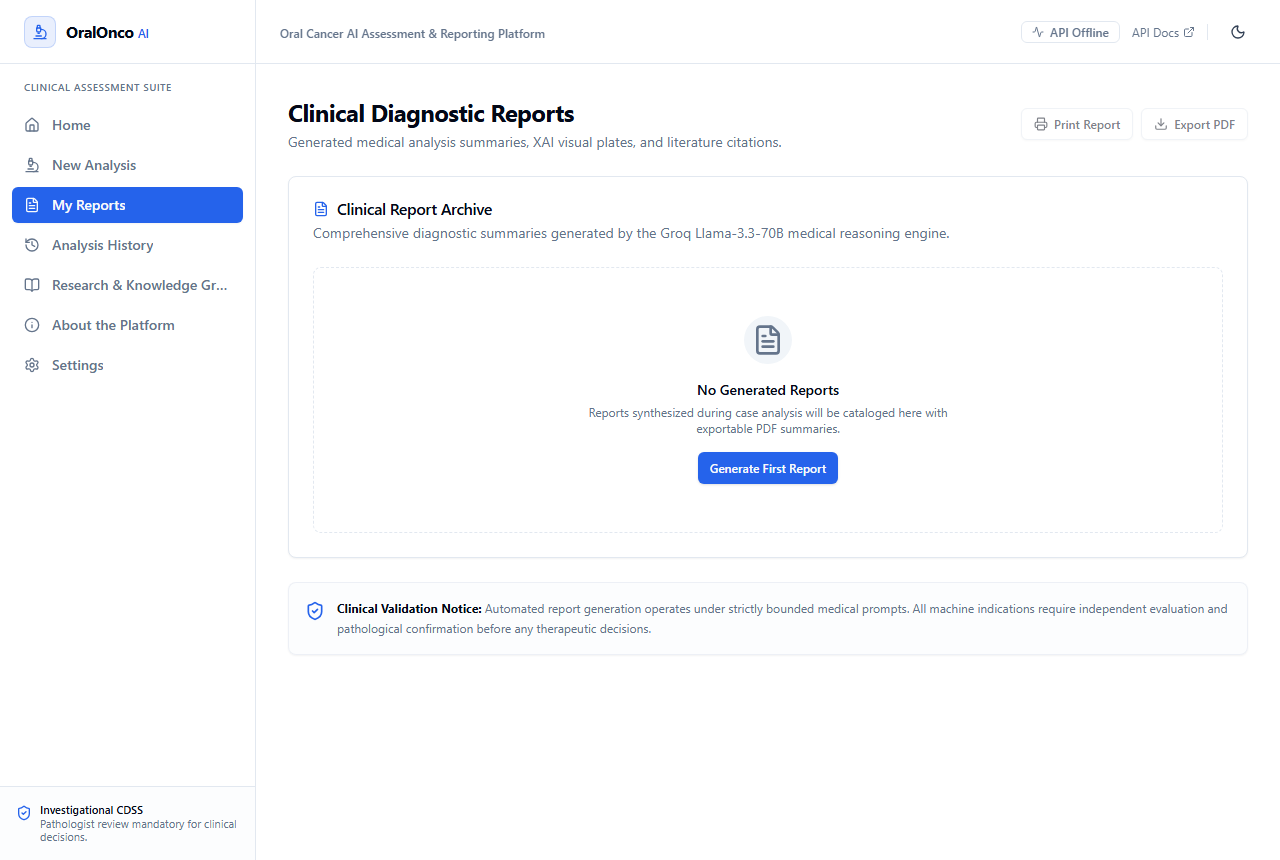 OralOnco AI
Oral Cancer AI Assessment & Reporting Platform
API Offline
API Docs
CLINICAL ASSESSMENT SUITE
Home
New Analysis
My Reports
Analysis History
Research & Knowledge Gr...
About the Platform
Settings
Clinical Diagnostic Reports
Generated medical analysis summaries, XAI visual plates, and literature citations.
Print Report
Export PDF
Clinical Report Archive
Comprehensive diagnostic summaries generated by the Groq Llama-3.3-70B medical reasoning engine.
No Generated Reports
Reports synthesized during case analysis will be cataloged here with
exportable PDF summaries.
Generate First Report
Clinical Validation Notice: Automated report generation operates under strictly bounded medical prompts. All machine indications require independent evaluation and
pathological confirmation before any therapeutic decisions.
Investigational CDSS
Pathologist review mandatory for clinical
decisions.